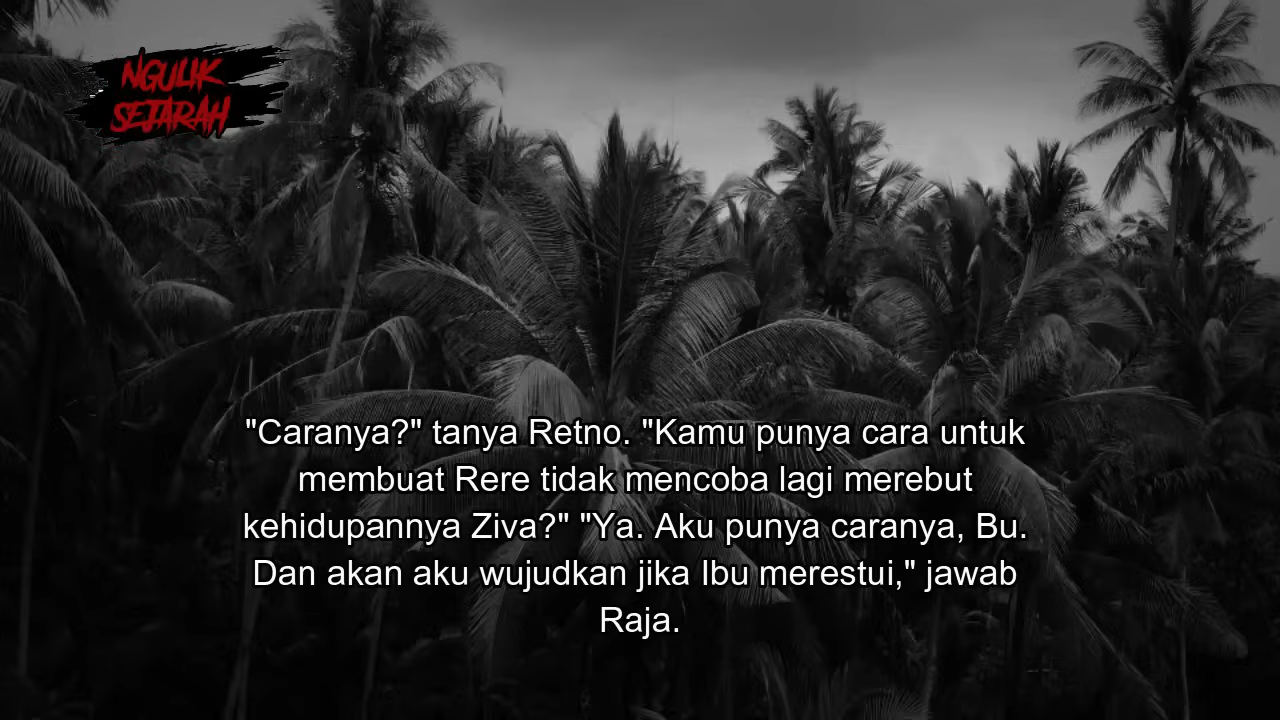 NGULIK
SEJARAH
"Caranya?" tanya Retno. "Kamu punya cara untuk
membuat Rere tidak mencoba lagi merebut
kehidupannya Ziva?" "Ya. Aku punya caranya, Bu.
Dan akan aku wujudkan jika Ibu merestui," jawab
Raja.